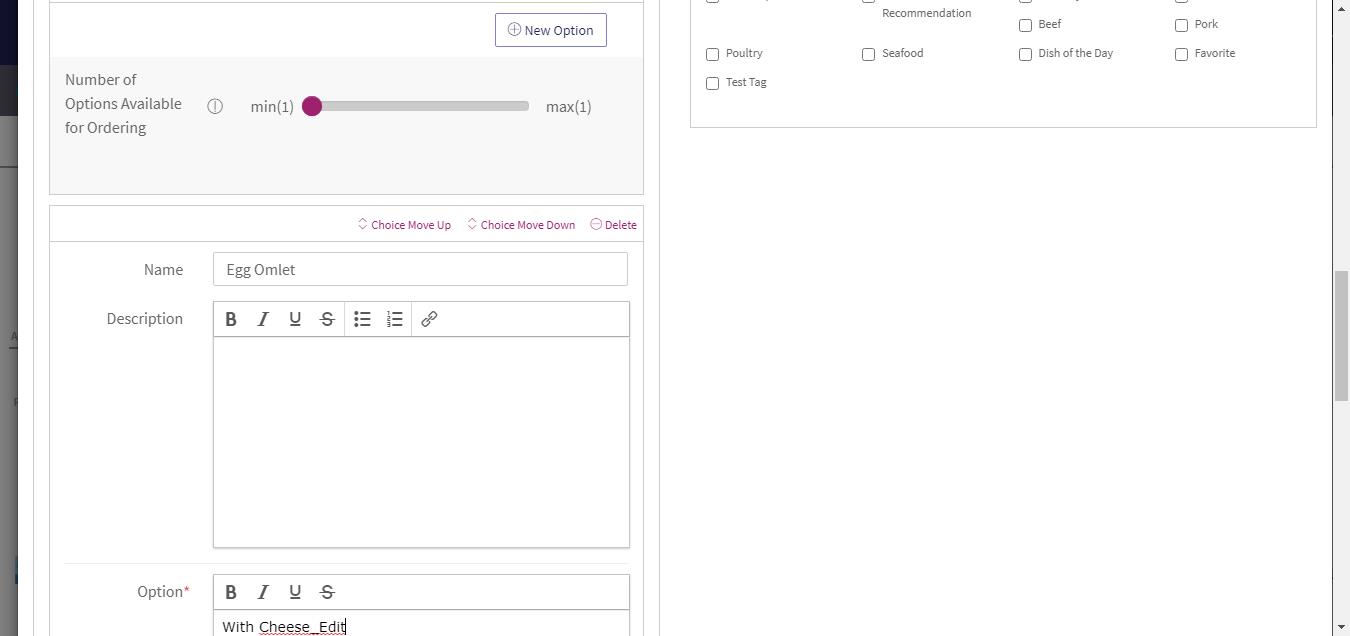 Recommendation
Beef
Pork
New Option
Poultry
Seafood
Dish of the Day
Favorite
Test Tag
Number of
Options Available
for Ordering
min(1)
max(1)
Choice Move Up
Choice Move Down
Delete
Name
Egg Omlet
Description
B I U S
Option*
B I U S
With Cheese_Edit